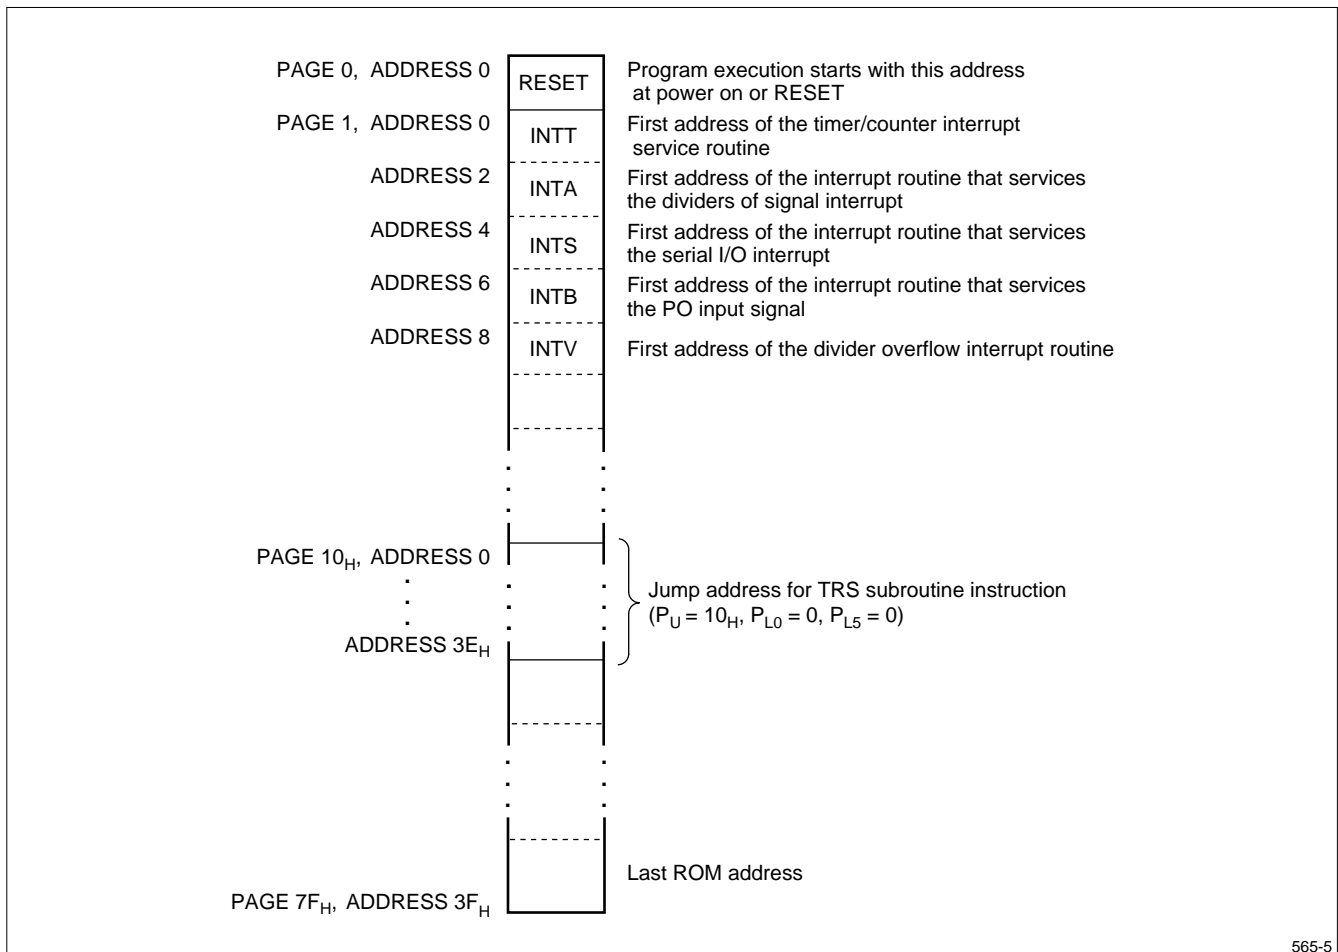 PAGE 0, ADDRESS 0 RESET Program execution starts with this address
at power on or RESET
PAGE 1, ADDRESS 0 INTT First address of the timer/counter interrupt
service routine
ADDRESS 2 INTA First address of the interrupt routine that services
the dividers of signal interrupt
ADDRESS 4 INTS First address of the interrupt routine that services
the serial I/O interrupt
ADDRESS 6 INTB First address of the interrupt routine that services
the PO input signal
ADDRESS 8 INTV First address of the divider overflow interrupt routine
PAGE 10H, ADDRESS 0
Jump address for TRS subroutine instruction
(PU = 10H, PL0 = 0, PL5 = 0)
ADDRESS 3EH
Last ROM address
PAGE 7FH, ADDRESS 3FH
565-5